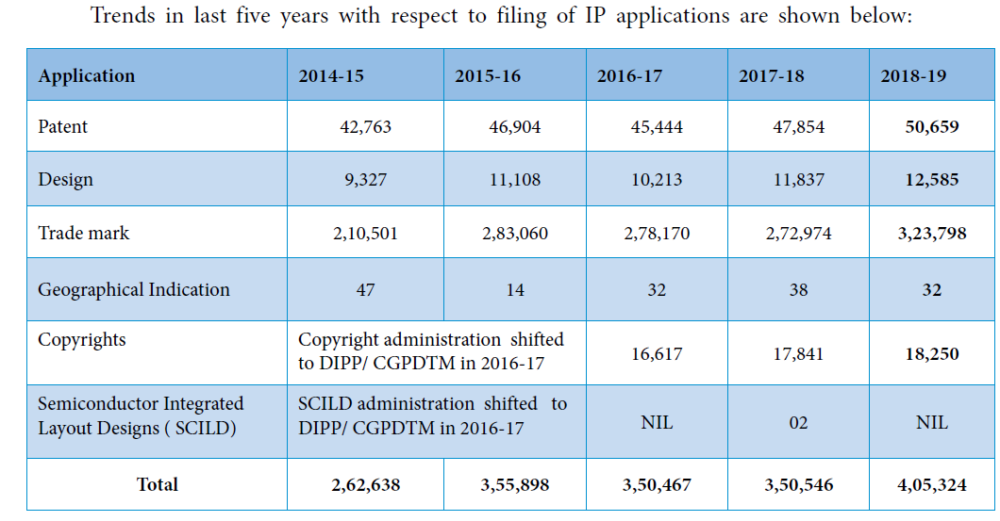 Trends in last five years with respect to filing of IP applications are shown below:
Application 2014-15 2015-16 2016-17 2017-18 2018-19
Patent 42,763 46,904 45,444 47,854 50,659
Design 9,327 11,108 10,213 11,837 12,585
Trade mark 2,10,501 2,83,060 2,78,170 2,72,974 3,23,798
Geographical Indication 47 14 32 38 32
Copyrights Copyright administration shifted
to DIPP/ CGPDTM in 2016-17 16,617 17,841 18,250
Semiconductor Integrated SCILD administration shifted to
Layout Designs ( SCILD) DIPP/ CGPDTM in 2016-17 NIL 02 NIL
Total 2,62,638 3,55,898 3,50,467 3,50,546 4,05,324